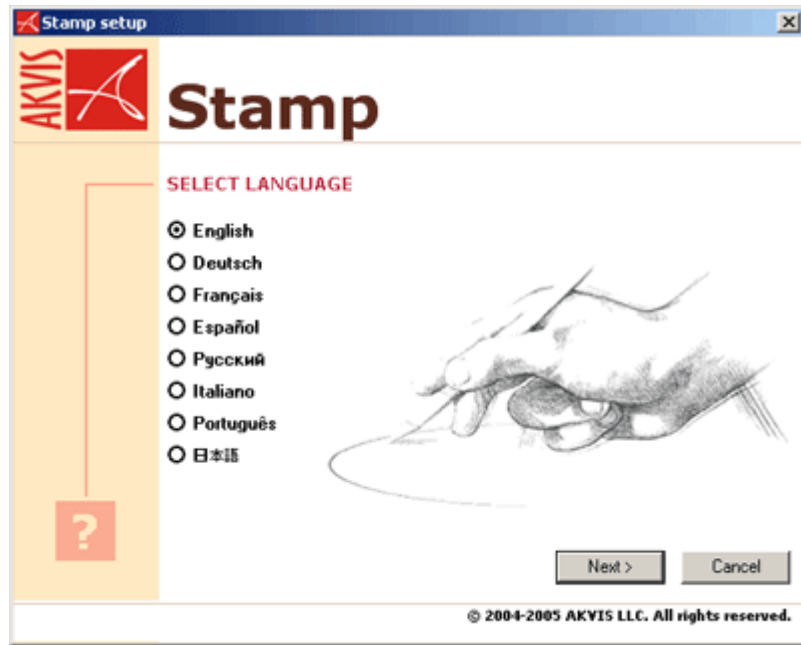 Stamp setup
AKVIS
Stamp
SELECT LANGUAGE
English
Deutsch
Français
Español
Русский
Italiano
Português
日本語
?
Next >
Cancel
© 2004-2005 AKVIS LLC. All rights reserved.